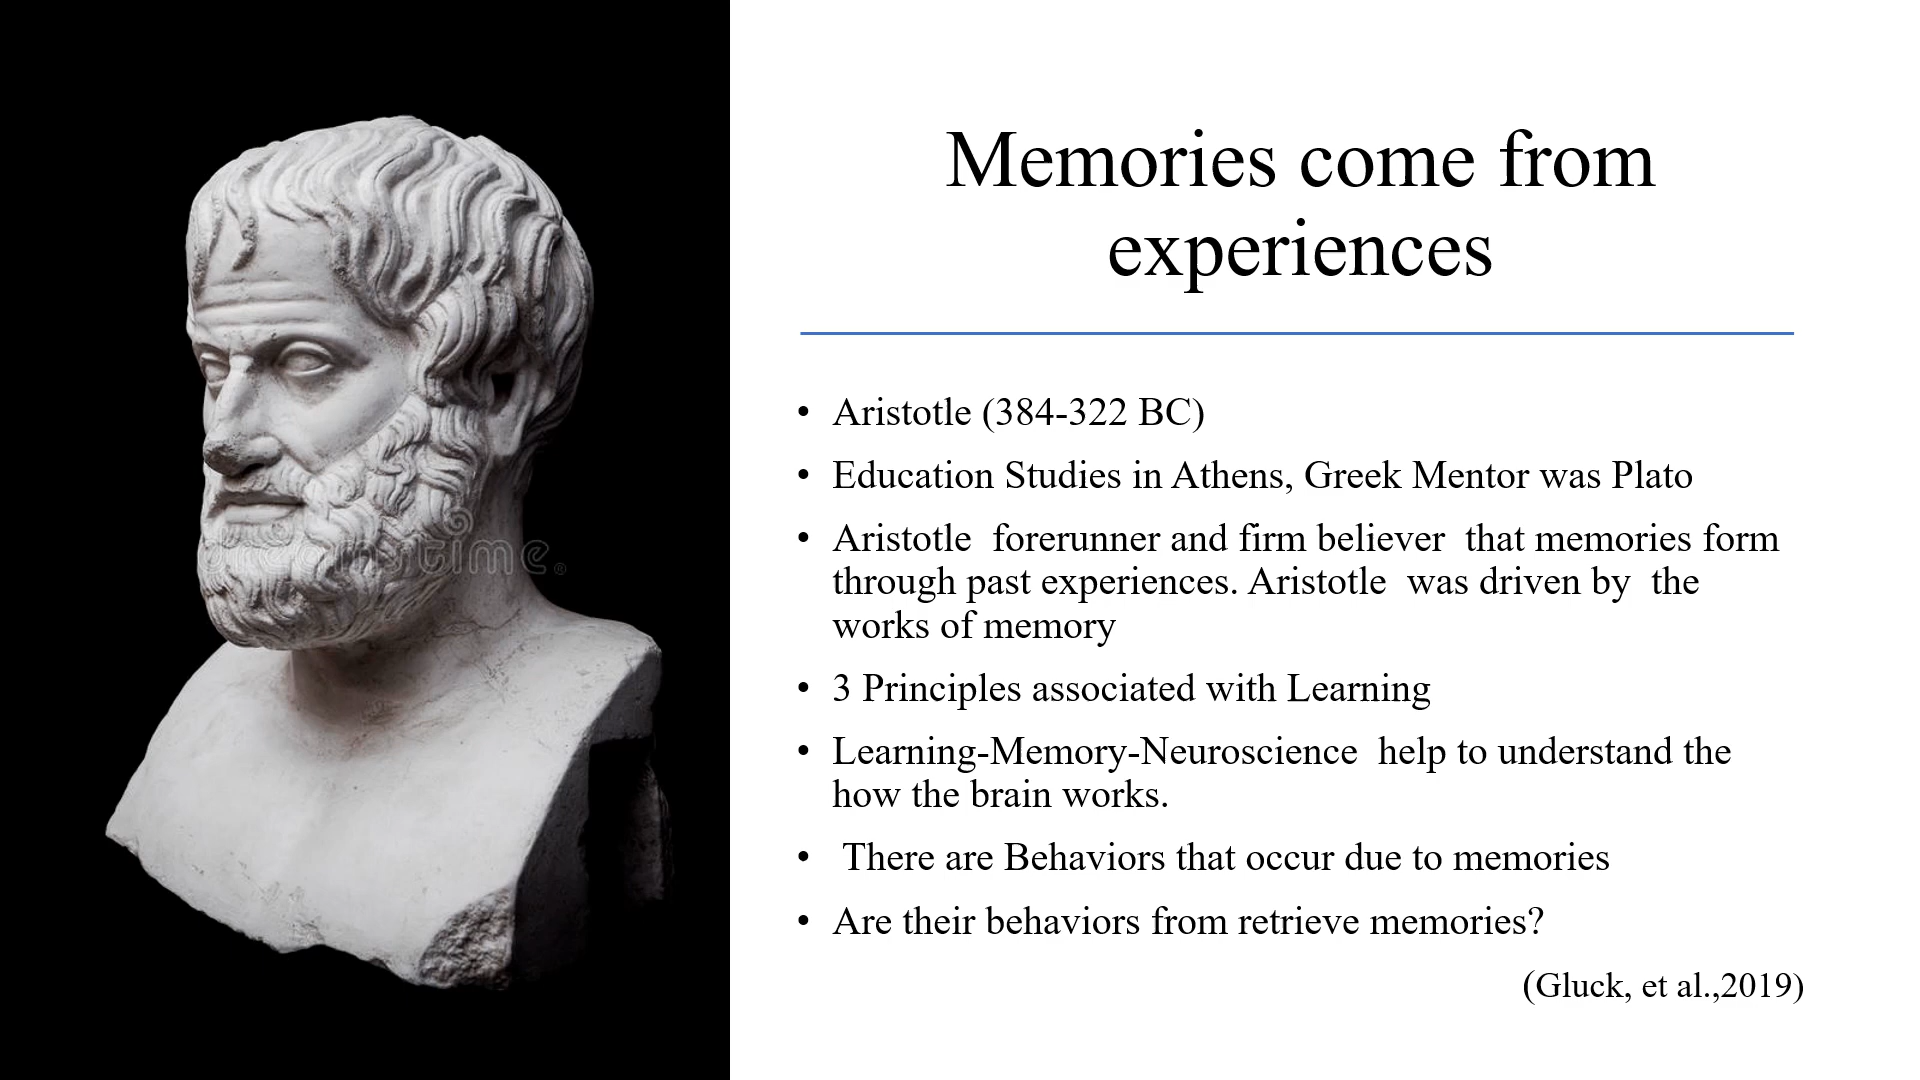 Memories come from
experiences
• Aristotle (384-322 BC)
• Education Studies in Athens, Greek Mentor was Plato
• Aristotle  forerunner and firm believer  that memories form
through past experiences. Aristotle  was driven by  the
works of memory
• 3 Principles associated with Learning
• Learning-Memory-Neuroscience  help to understand the
how the brain works.
•  There are Behaviors that occur due to memories
• Are their behaviors from retrieve memories?
(Gluck, et al.,2019)
dreamstime.